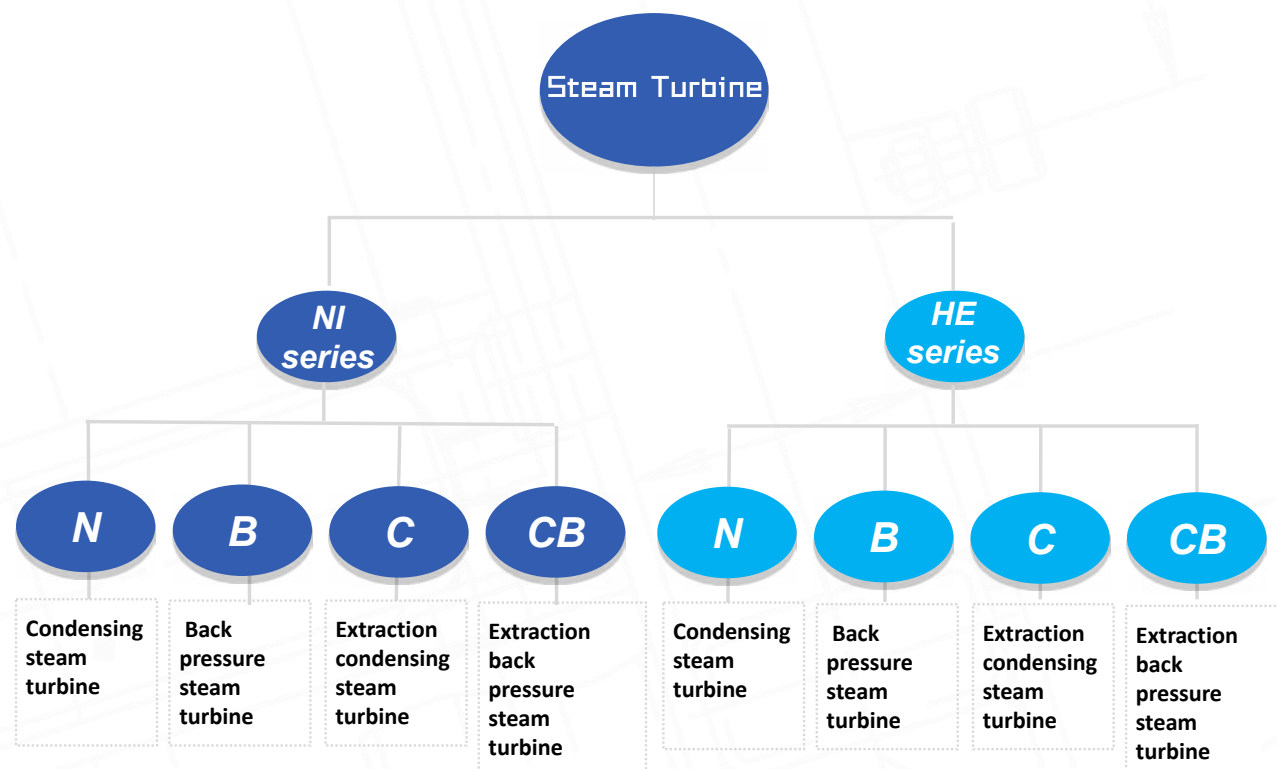 Steam Turbine
NI
series
HE
series
N
B
C
CB
N
B
C
CB
Condensing
steam
turbine
Back
pressure
steam
turbine
Extraction
condensing
steam
turbine
Extraction
back
pressure
steam
turbine
Condensing
steam
turbine
Back
pressure
steam
turbine
Extraction
condensing
steam
turbine
Extraction
back
pressure
steam
turbine